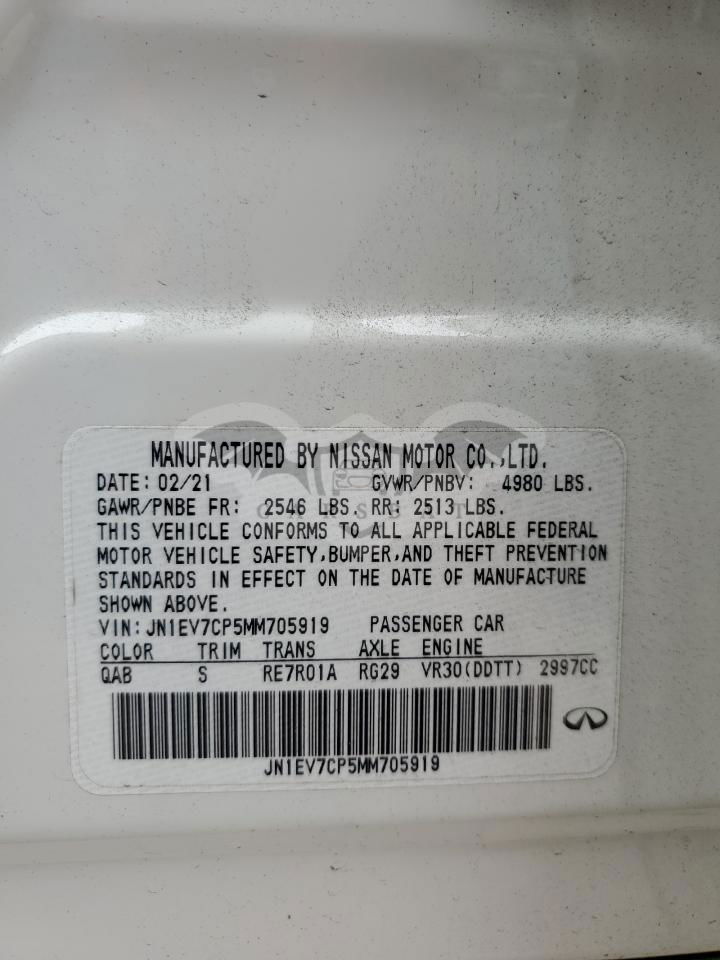 MANUFACTURED BY NISSAN MOTOR CO.,LTD.
DATE: 02/21 GVWR/PNBV: 4980 LBS.
GAWR/PNBE FR: 2546 LBS. RR: 2513 LBS.
THIS VEHICLE CONFORMS TO ALL APPLICABLE FEDERAL
MOTOR VEHICLE SAFETY,BUMPER,AND THEFT PREVENTION
STANDARDS IN EFFECT ON THE DATE OF MANUFACTURE
SHOWN ABOVE.
VIN: JN1EV7CP5MM705919 PASSENGER CAR
COLOR TRIM TRANS AXLE ENGINE
QAB S RE7R01A RG29 VR30(DDTT) 2997CC
JN1EV7CP5MM705919